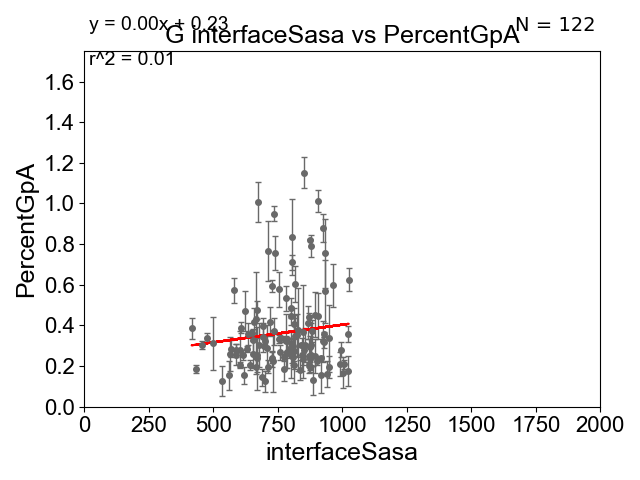 y = 0.00x + 0.23
N = 122
G interfaceSasa vs PercentGpA
r^2 = 0.01
1.6
1.4
1.2
1.0
0.8
0.6
0.4
0.2
0.0
PercentGpA
0 250 500 750 1000 1250 1500 1750 2000
interfaceSasa